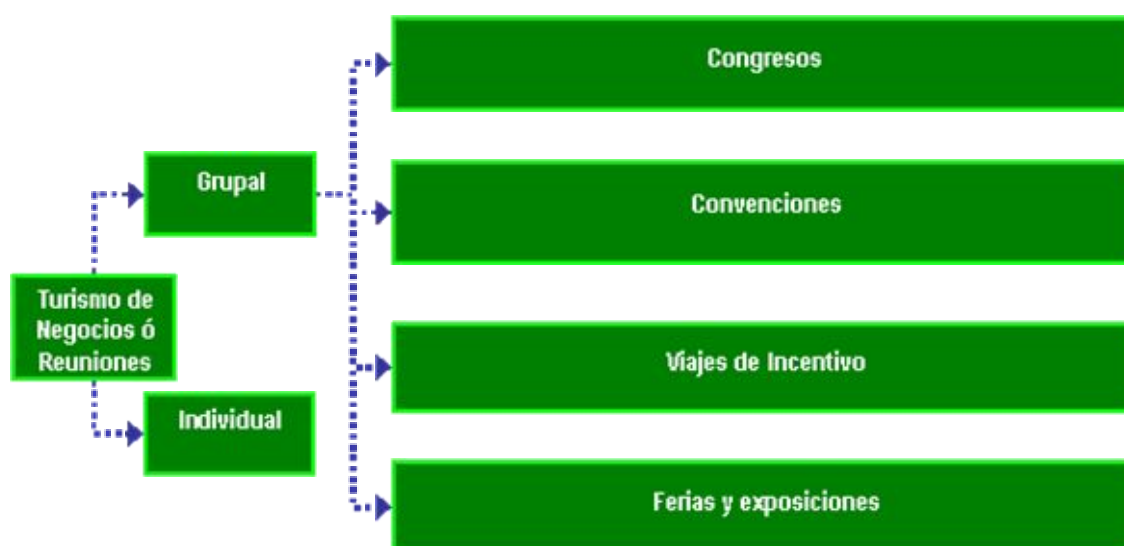 Congresos
Grupal
Convenciones
Turismo de
Negocios ó
Reuniones
Viajes de Incentivo
Individual
Ferias y exposiciones